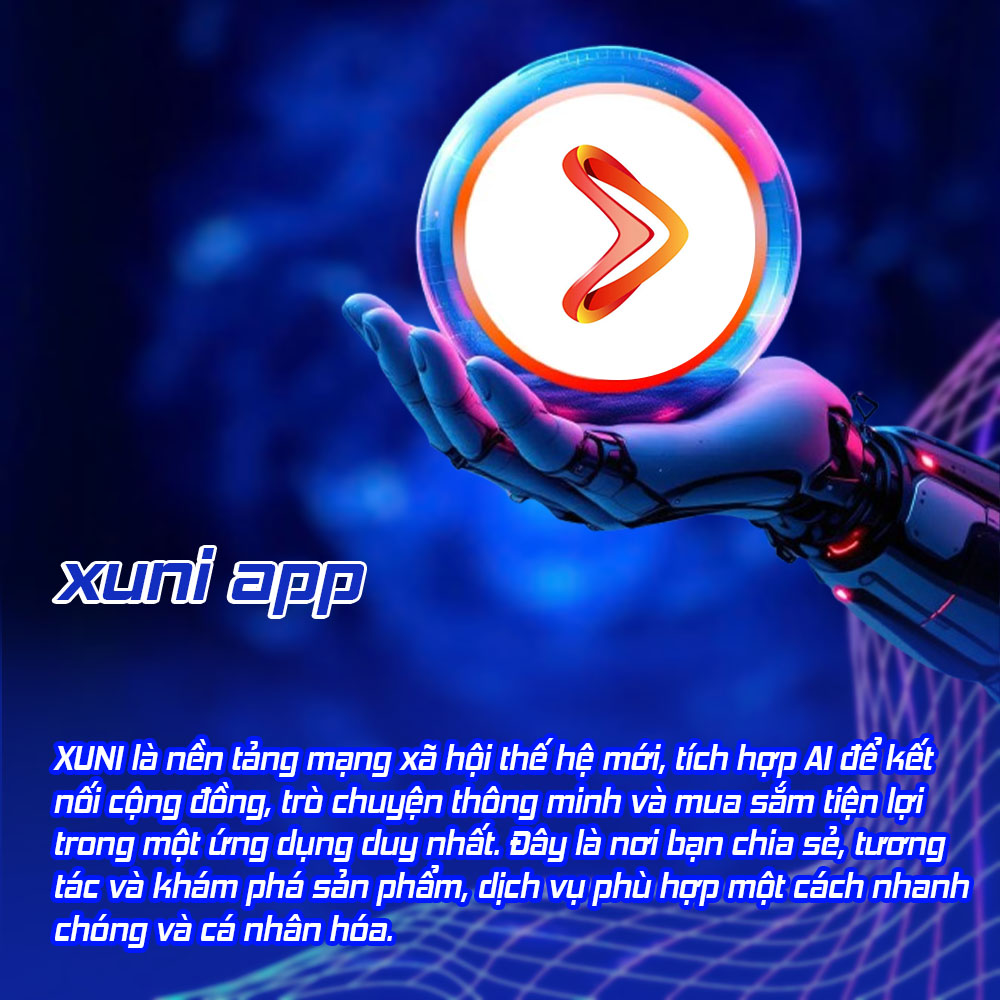 xuni app
XUNI là nền tảng mạng xã hội thế hệ mới, tích hợp AI để kết
nối cộng đồng, trò chuyện thông minh và mua sắm tiện lợi
trong một ứng dụng duy nhất. Đây là nơi bạn chia sẻ, tương
tác và khám phá sản phẩm, dịch vụ phù hợp một cách nhanh
chóng và cá nhân hóa.